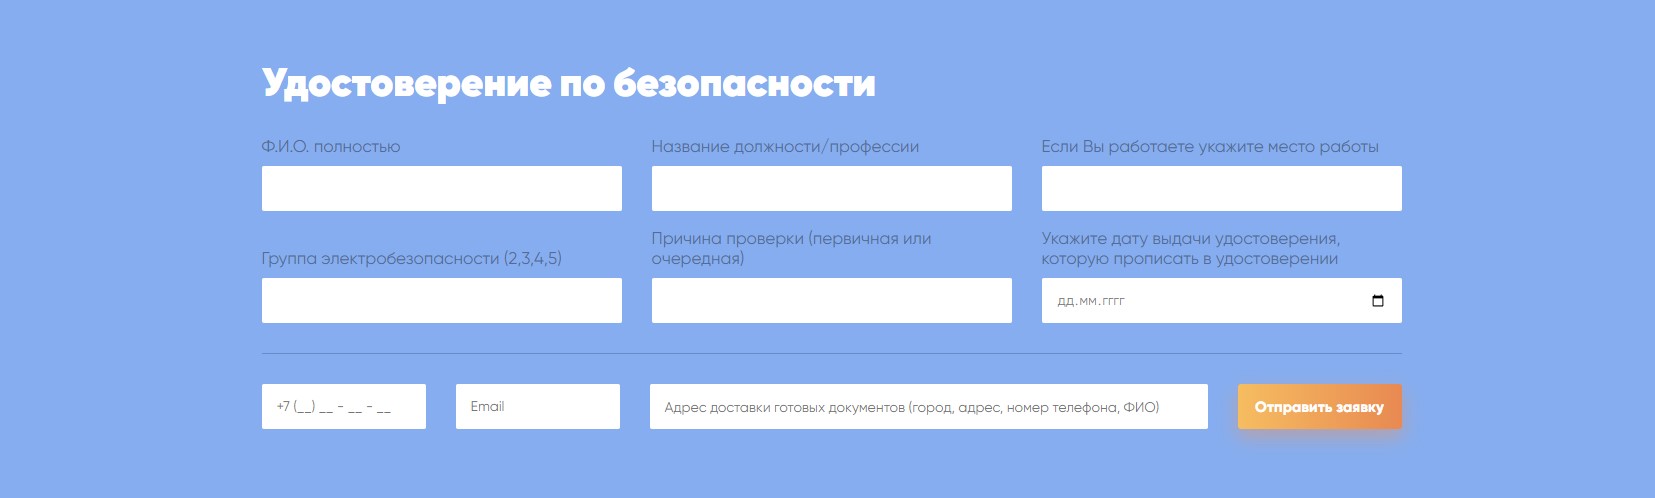 Удостоверение по безопасности
Ф.И.О. полностью
Название должности/профессии
Если Вы работаете укажите место работы
Группа электробезопасности (2,3,4,5)
Причина проверки (первичная или
очередная)
Укажите дату выдачи удостоверения,
которую прописать в удостоверении
дд.мм.гггг
+7 (__) __ - __ - __
Email
Адрес доставки готовых документов (город, адрес, номер телефона, ФИО)
Отправить заявку